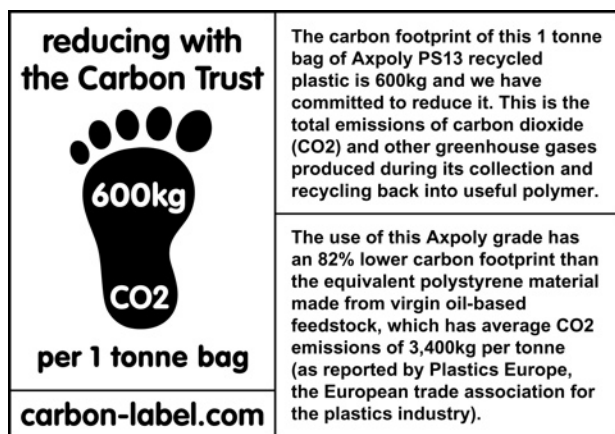 reducing with
the Carbon Trust
600kg
CO2
per 1 tonne bag
carbon-label.com
The carbon footprint of this 1 tonne
bag of Axpoly PS13 recycled
plastic is 600kg and we have
committed to reduce it. This is the
total emissions of carbon dioxide
(CO2) and other greenhouse gases
produced during its collection and
recycling back into useful polymer.
The use of this Axpoly grade has
an 82% lower carbon footprint than
the equivalent polystyrene material
made from virgin oil-based
feedstock, which has average CO2
emissions of 3,400kg per tonne
(as reported by Plastics Europe,
the European trade association for
the plastics industry).